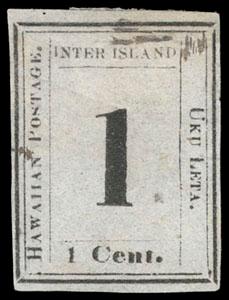 INTER ISLAND
HAWAIIAN POSTAGE.
1
UKU LETA.
1 Cent.